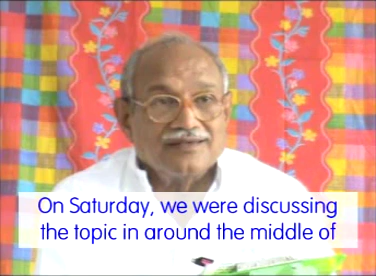 On Saturday, we were discussing
the topic in around the middle of